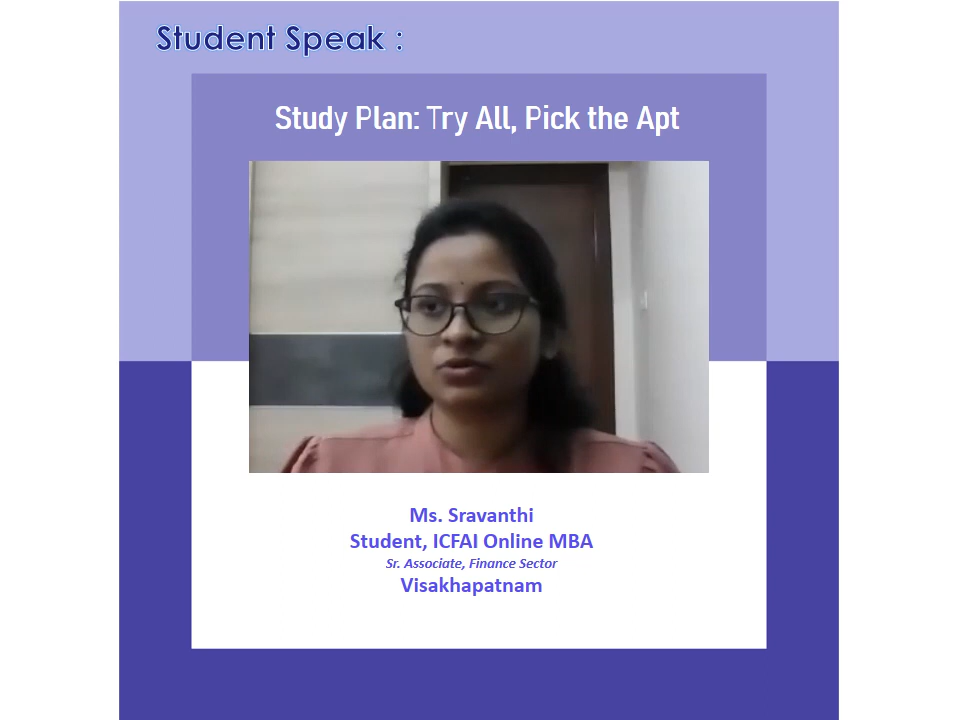 Student Speak :
Study Plan: Try All, Pick the Apt
Ms. Sravanthi
Student, ICFAI Online MBA
Sr. Associate, Finance Sector
Visakhapatnam